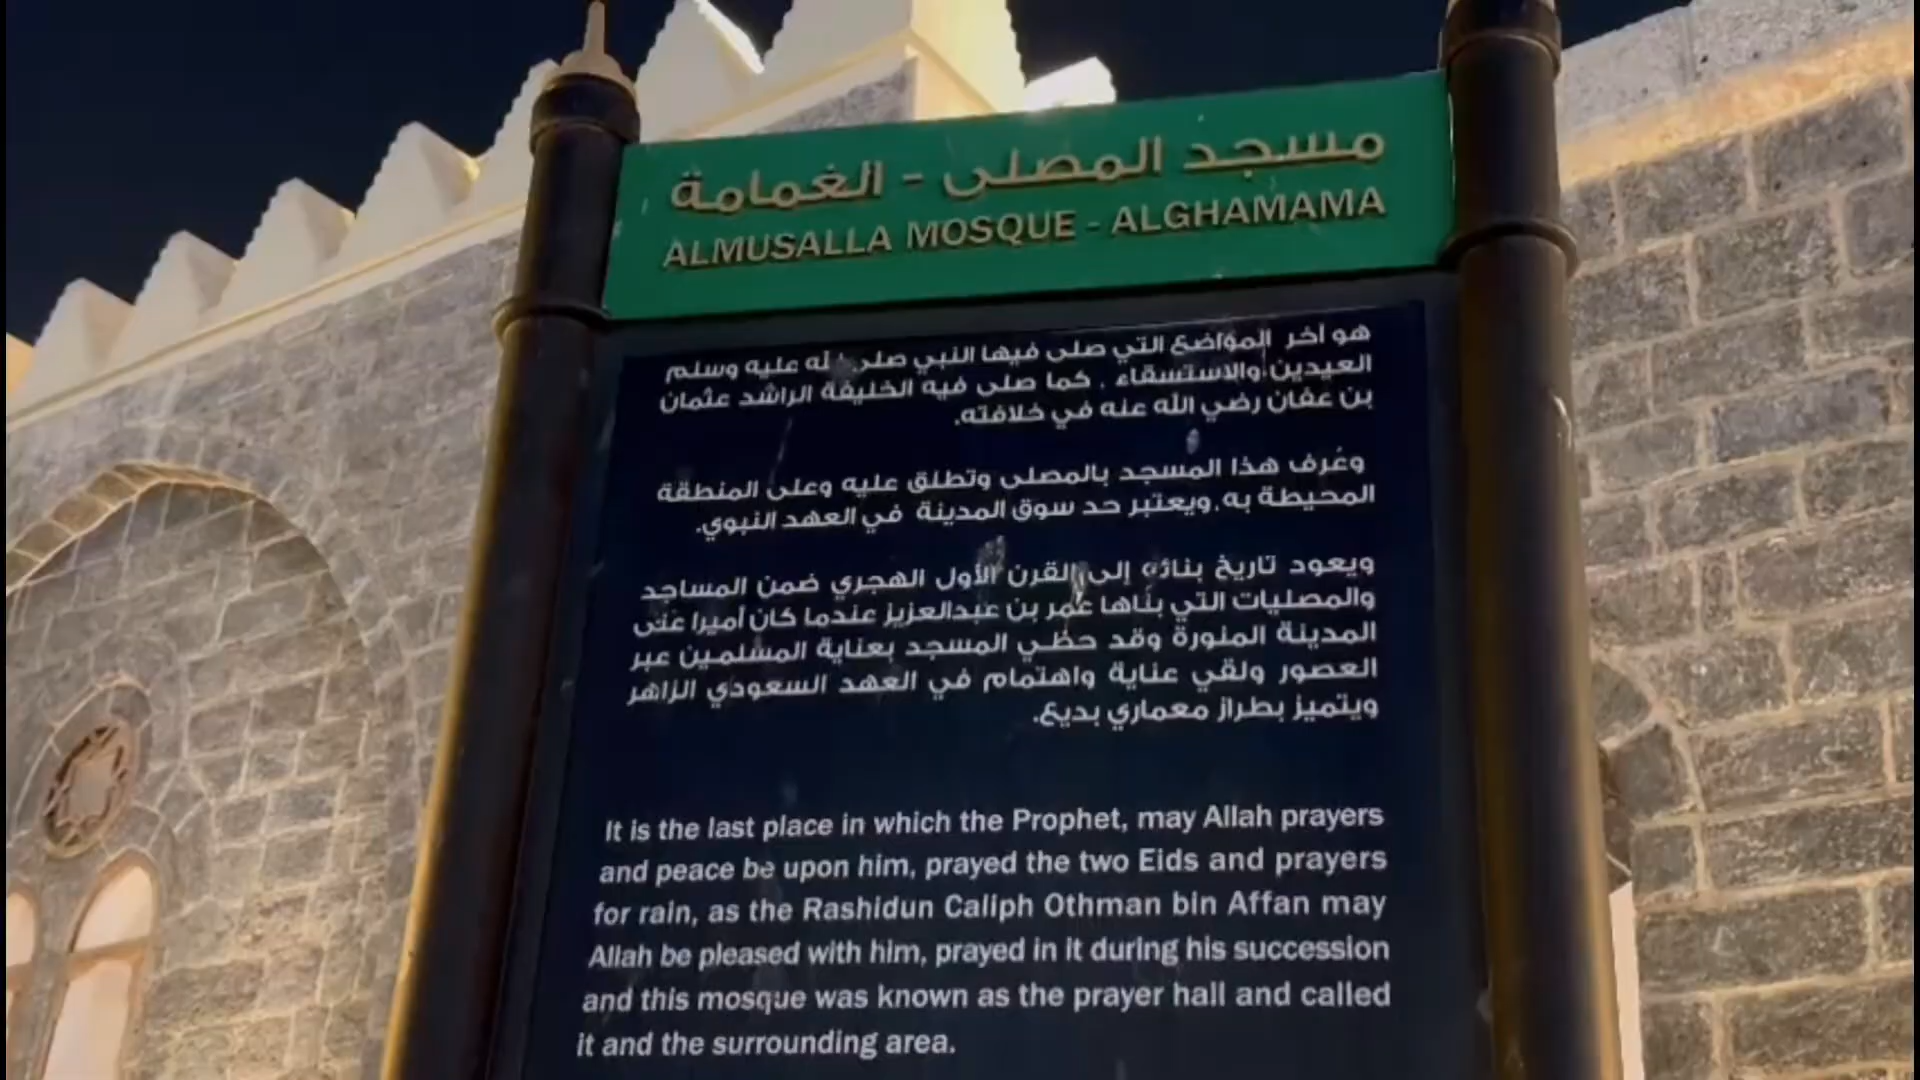 مسجد المصلى - الغمامة
ALMUSALLA MOSQUE - ALGHAMAMA
هو آخر المواضع التي صلى فيها النبي صلى الله عليه وسلم
العيدين والاستسقاء . كما صلى فيه الخليفة الراشد عثمان
بن عفان رضي الله عنه في خلافته.
وعُرف هذا المسجد بالمصلى وتطلق عليه وعلى المنطقة
المحيطة به.ويعتبر حد سوق المدينة في العهد النبوي.
ويعود تاريخ بنائه إلى القرن الأول الهجري ضمن المساجد
والمصليات التي بناها عمر بن عبدالعزيز عندما كان أميرا على
المدينة المنورة وقد حظي المسجد بعناية المسلمين عبر
العصور ولقي عناية واهتمام في العهد السعودي الزاهر
ويتميز بطراز معماري بديع.
It is the last place in which the Prophet, may Allah prayers
and peace be upon him, prayed the two Eids and prayers
for rain, as the Rashidun Caliph Othman bin Affan may
Allah be pleased with him, prayed in it during his succession
and this mosque was known as the prayer hall and called
it and the surrounding area.